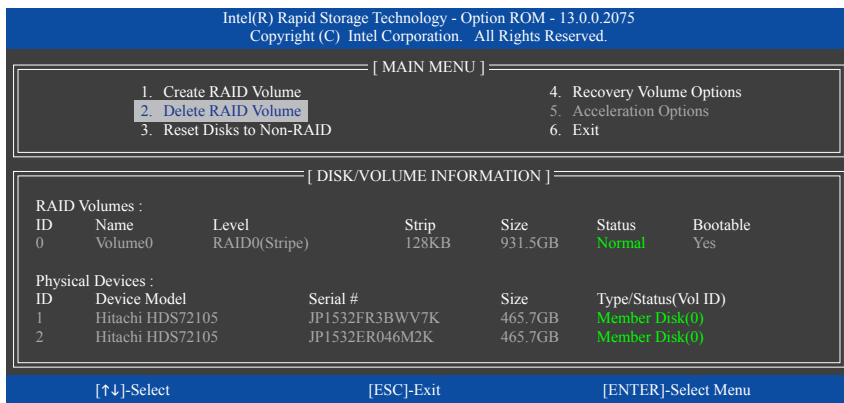 Intel(R) Rapid Storage Technology - Option ROM - 13.0.0.2075
Copyright (C) Intel Corporation. All Rights Reserved.
[ MAIN MENU ]
1. Create RAID Volume 4. Recovery Volume Options
2. Delete RAID Volume 5. Acceleration Options
3. Reset Disks to Non-RAID 6. Exit
[ DISK/VOLUME INFORMATION ]
RAID Volumes :
ID Name Level Strip Size Status Bootable
0 Volume0 RAID0(Stripe) 128KB 931.5GB Normal Yes
Physical Devices :
ID Device Model Serial # Size Type/Status(Vol ID)
1 Hitachi HDS72105 JP1532FR3BWV7K 465.7GB Member Disk(0)
2 Hitachi HDS72105 JP1532ER046M2K 465.7GB Member Disk(0)
[↑↓]-Select [ESC]-Exit [ENTER]-Select Menu